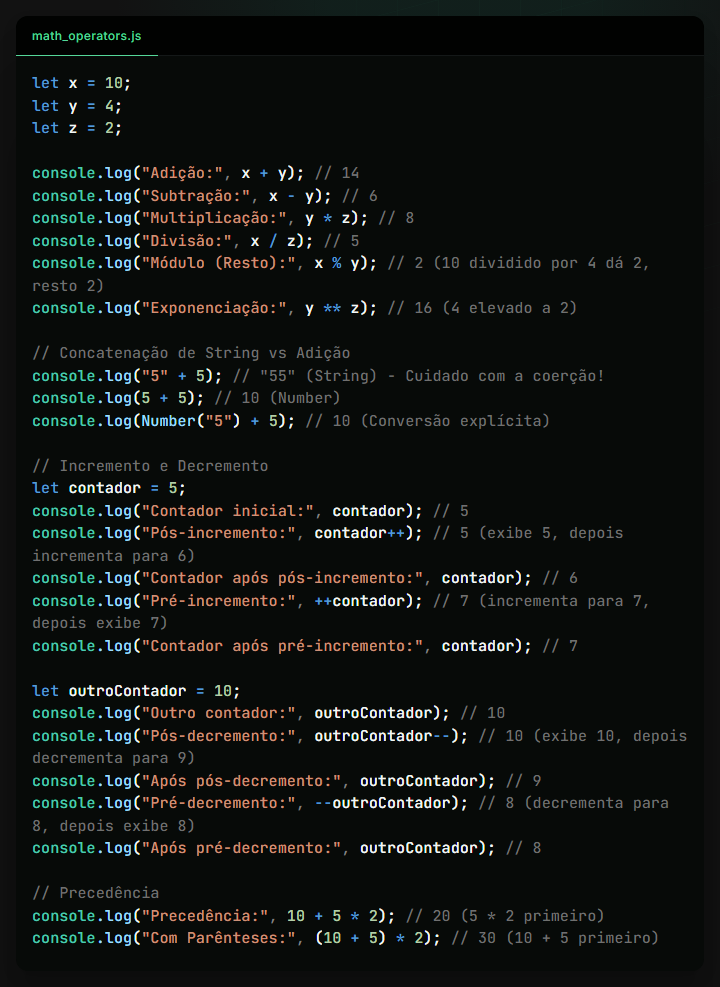 math_operators.js
let x = 10;
let y = 4;
let z = 2;
console.log("Adição:", x + y); // 14
console.log("Subtração:", x - y); // 6
console.log("Multiplicação:", y * z); // 8
console.log("Divisão:", x / z); // 5
console.log("Módulo (Resto):", x % y); // 2 (10 dividido por 4 dá 2,
resto 2)
console.log("Exponenciação:", y ** z); // 16 (4 elevado a 2)
// Concatenação de String vs Adição
console.log("5" + 5); // "55" (String) - Cuidado com a coerção!
console.log(5 + 5); // 10 (Number)
console.log(Number("5") + 5); // 10 (Conversão explícita)
// Incremento e Decremento
let contador = 5;
console.log("Contador inicial:", contador); // 5
console.log("Pós-incremento:", contador++); // 5 (exibe 5, depois
incrementa para 6)
console.log("Contador após pós-incremento:", contador); // 6
console.log("Pré-incremento:", ++contador); // 7 (incrementa para 7,
depois exibe 7)
console.log("Contador após pré-incremento:", contador); // 7
let outroContador = 10;
console.log("Outro contador:", outroContador); // 10
console.log("Pós-decremento:", outroContador--); // 10 (exibe 10, depois
decrementa para 9)
console.log("Após pós-decremento:", outroContador); // 9
console.log("Pré-decremento:", --outroContador); // 8 (decrementa para
8, depois exibe 8)
console.log("Após pré-decremento:", outroContador); // 8
// Precedência
console.log("Precedência:", 10 + 5 * 2); // 20 (5 * 2 primeiro)
console.log("Com Parênteses:", (10 + 5) * 2); // 30 (10 + 5 primeiro)